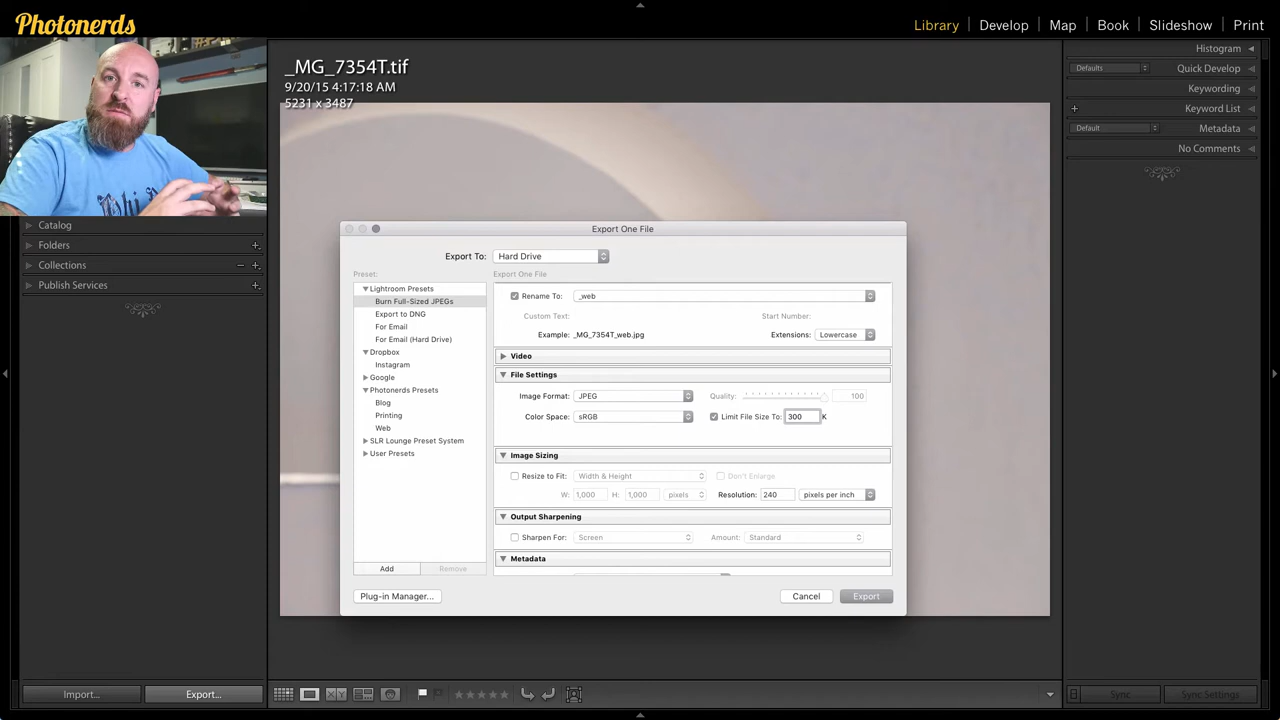 Photonerds
Library | Develop | Map | Book | Slideshow | Print
_MG_7354T.tif
9/20/15 4:17:18 AM
5231 x 3487
Histogram
Defaults Quick Develop
Keywording
+ Keyword List
Default Metadata
No Comments
Catalog
Folders +
Collections − +
Publish Services +
Export One File
Export To: Hard Drive
Preset:
Lightroom Presets
Burn Full-Sized JPEGs
Export to DNG
For Email
For Email (Hard Drive)
Dropbox
Instagram
Google
Photonerds Presets
Blog
Printing
Web
SLR Lounge Preset System
User Presets
Add Remove
Export One File
Rename To: _web
Custom Text: Start Number:
Example: _MG_7354T_web.jpg Extensions: Lowercase
Video
File Settings
Image Format: JPEG Quality: 100
Color Space: sRGB Limit File Size To: 300 K
Image Sizing
Resize to Fit: Width & Height Don't Enlarge
W: 1,000 H: 1,000 pixels Resolution: 240 pixels per inch
Output Sharpening
Sharpen For: Screen Amount: Standard
Metadata
Plug-in Manager... Cancel Export
Import... Export...
XY
Sync Sync Settings